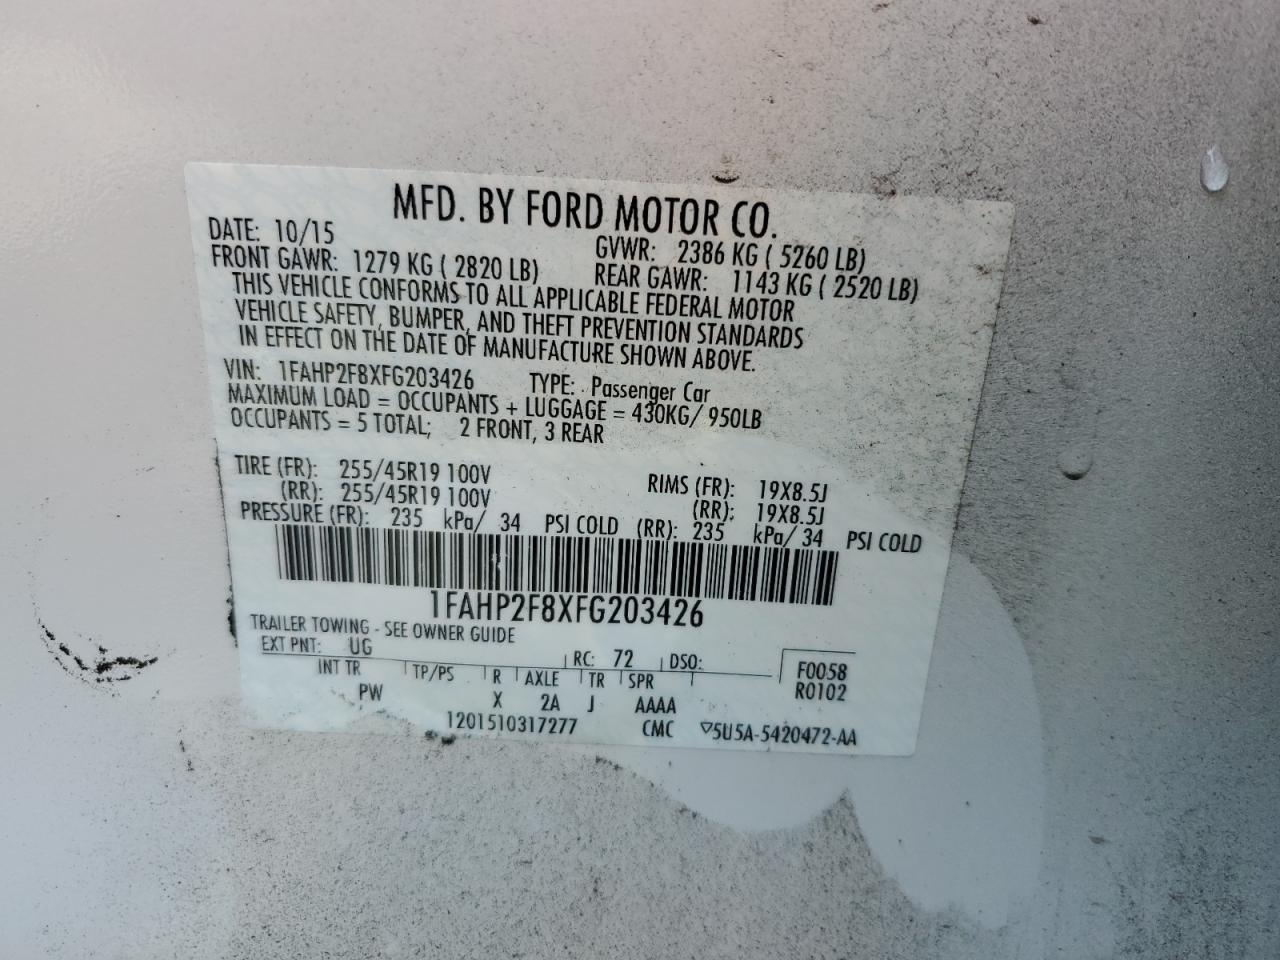 MFD. BY FORD MOTOR CO.
DATE: 10/15 GVWR: 2386 KG ( 5260 LB)
FRONT GAWR: 1279 KG ( 2820 LB) REAR GAWR: 1143 KG ( 2520 LB)
THIS VEHICLE CONFORMS TO ALL APPLICABLE FEDERAL MOTOR
VEHICLE SAFETY, BUMPER, AND THEFT PREVENTION STANDARDS
IN EFFECT ON THE DATE OF MANUFACTURE SHOWN ABOVE.
VIN: 1FAHP2F8XFG203426 TYPE: Passenger Car
MAXIMUM LOAD = OCCUPANTS + LUGGAGE = 430KG/ 950LB
OCCUPANTS = 5 TOTAL; 2 FRONT, 3 REAR
TIRE (FR): 255/45R19 100V RIMS (FR): 19X8.5J
(RR): 255/45R19 100V (RR): 19X8.5J
PRESSURE (FR): 235 kPa/ 34 PSI COLD (RR): 235 kPa/ 34 PSI COLD
1FAHP2F8XFG203426
TRAILER TOWING - SEE OWNER GUIDE
EXT PNT: UG RC: 72 DSO: F0058
INT TR TP/PS R AXLE TR SPR R0102
PW X 2A J AAAA
1201510317277 CMC ▽5U5A-5420472-AA